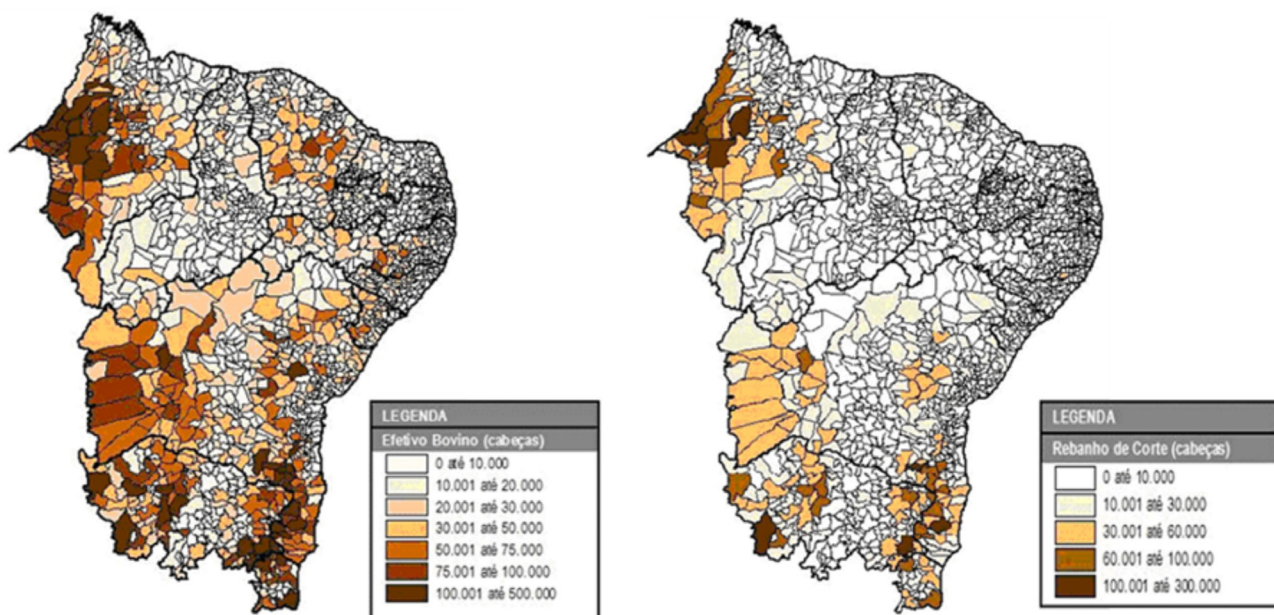 LEGENDA
Efetivo Bovino (cabeças)
0 até 10.000
10.001 até 20.000
20.001 até 30.000
30.001 até 50.000
50.001 até 75.000
75.001 até 100.000
100.001 até 500.000
LEGENDA
Rebanho de Corte (cabeças)
0 até 10.000
10.001 até 30.000
30.001 até 60.000
60.001 até 100.000
100.001 até 300.000